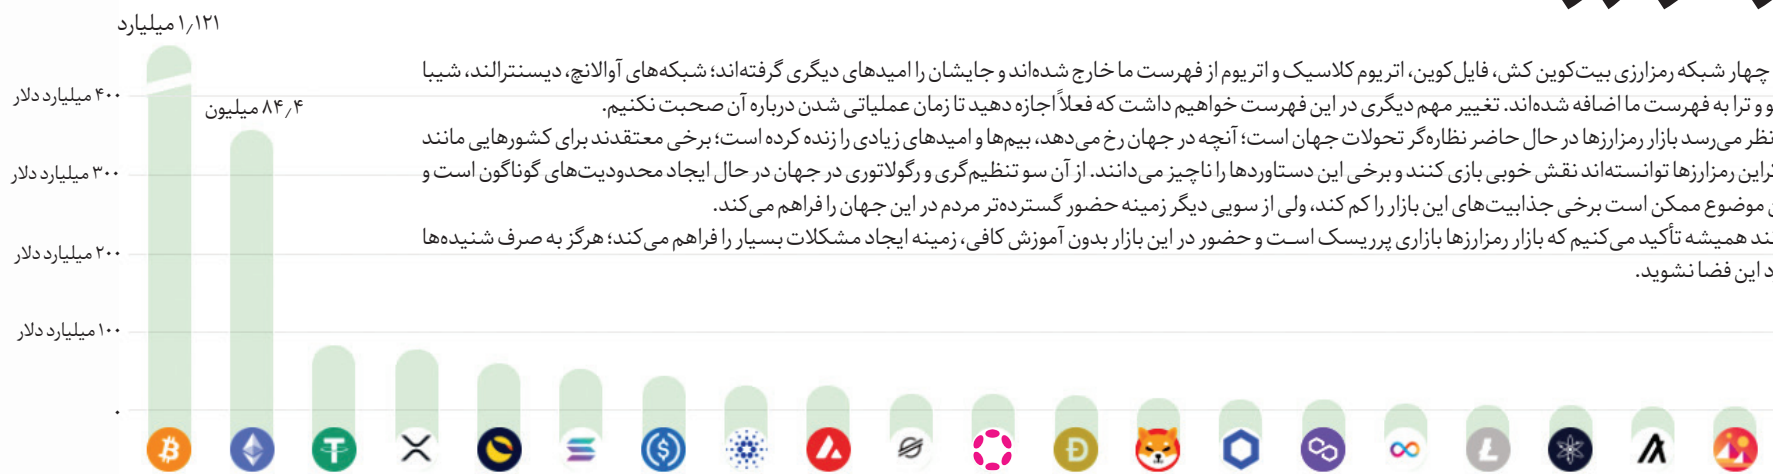 ۱٫۱۲۱ میلیارد
۸۴٫۴ میلیون
۴۰۰ میلیارد دلار
۳۰۰ میلیارد دلار
۲۰۰ میلیارد دلار
۱۰۰ میلیارد دلار
۰
چهار شبکه رمزارزی بیت‌کوین کش، فایل‌کوین، اتریوم کلاسیک و اتریوم از فهرست ما خارج شده‌اند و جایشان را امیدهای دیگری گرفته‌اند؛ شبکه‌های آوالانچ، دیسنترالند، شیبا
و ترا به فهرست ما اضافه شده‌اند. تغییر مهم دیگری در این فهرست خواهیم داشت که فعلاً اجازه دهید تا زمان عملیاتی شدن درباره آن صحبت نکنیم.
نظر می‌رسد بازار رمزارزها در حال حاضر نظاره‌گر تحولات جهان است؛ آنچه در جهان رخ می‌دهد، بیم‌ها و امیدهای زیادی را زنده کرده است؛ برخی معتقدند برای کشورهایی مانند
این رمزارزها توانسته‌اند نقش خوبی بازی کنند و برخی این دستاوردها را ناچیز می‌دانند. از آن سو تنظیم‌گری و رگولاتوری در جهان در حال ایجاد محدودیت‌های گوناگون است و
موضوع ممکن است برخی جذابیت‌های این بازار را کم کند، ولی از سویی دیگر زمینه حضور گسترده‌تر مردم در این جهان را فراهم می‌کند.
همیشه تأکید می‌کنیم که بازار رمزارزها بازاری پرریسک است و حضور در این بازار بدون آموزش کافی، زمینه ایجاد مشکلات بسیار را فراهم می‌کند؛ هرگز به صرف شنیده‌ها
این فضا نشوید.